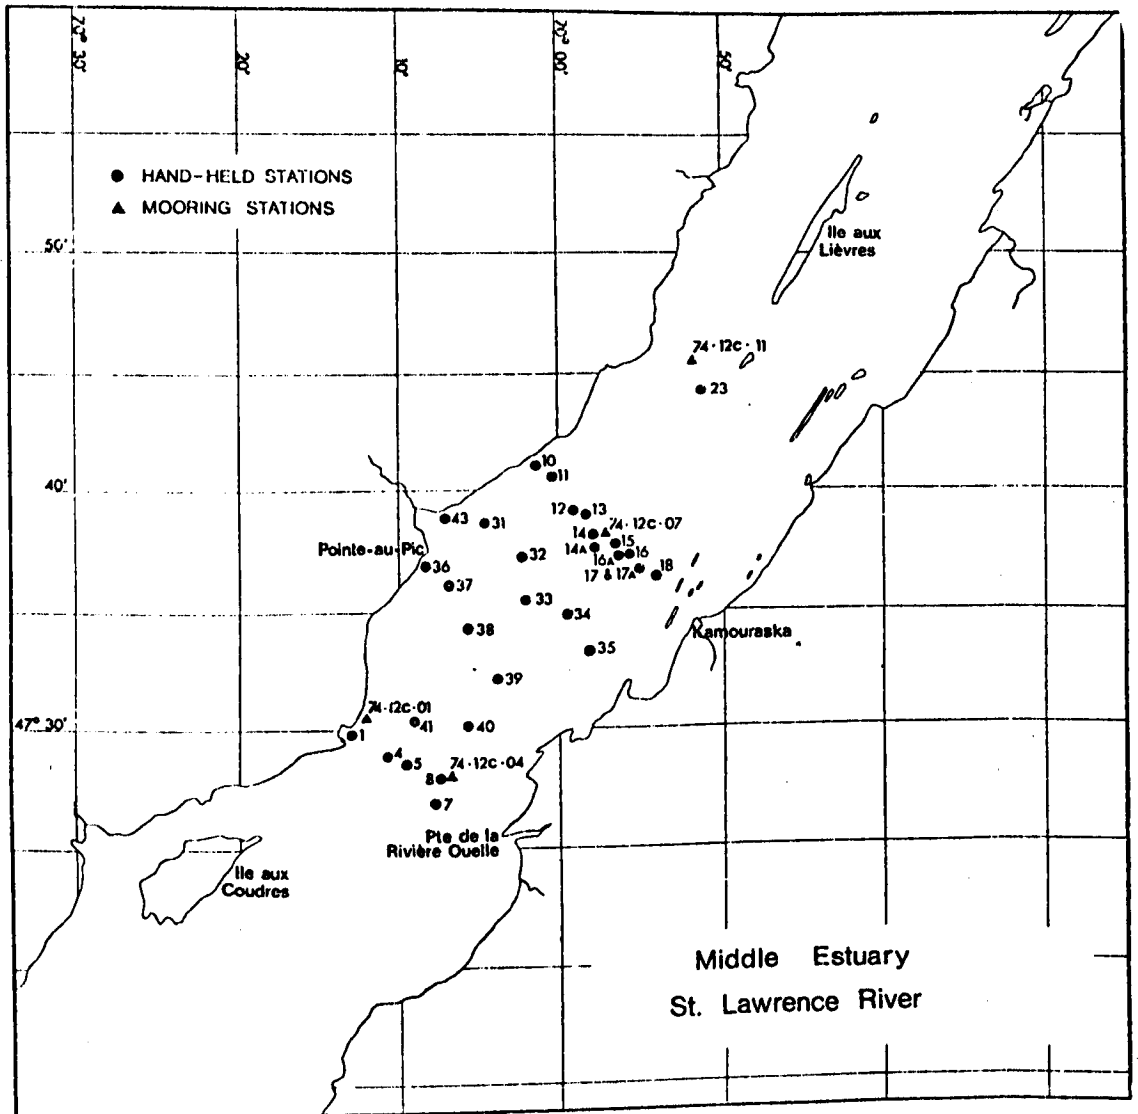 70° 30'
20'
10'
70° 00'
50'
● HAND-HELD STATIONS
▲ MOORING STATIONS
50'
Ile aux
Lièvres
74·12c·11
23
10
11
40'
43
31
12
13
14
74·12c·07
15
14A
16
16A
Pointe-au-Pic
32
17
17A
18
36
37
33
34
38
Kamouraska
35
39
74·12c·01
47° 30'
1
41
40
4
5
74·12c·04
8
7
Pte de la
Rivière Ouelle
Ile aux
Coudres
Middle Estuary
St. Lawrence River